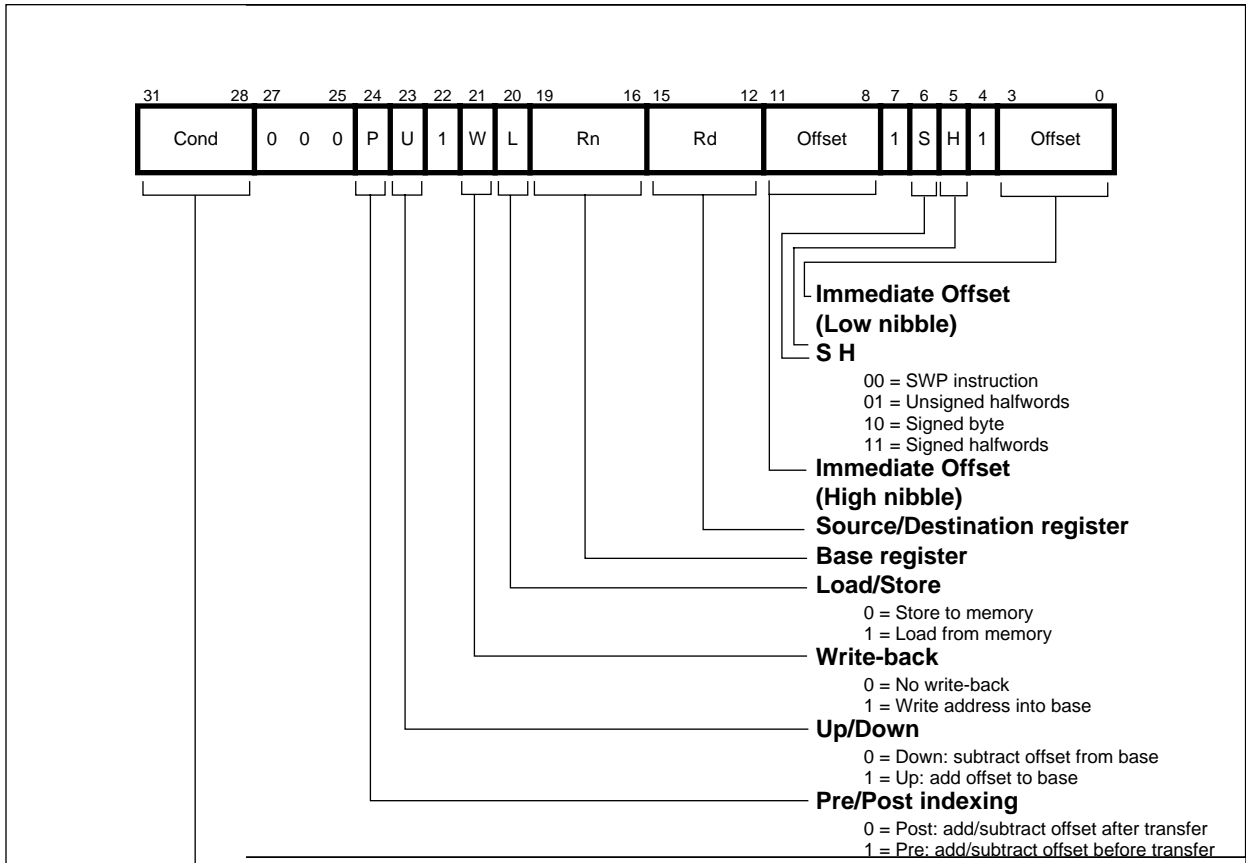 31 28 27 25 24 23 22 21 20 19 16 15 12 11 8 7 6 5 4 3 0
Cond 0 0 0 P U 1 W L Rn Rd Offset 1 S H 1 Offset
Immediate Offset
(Low nibble)
S H
00 = SWP instruction
01 = Unsigned halfwords
10 = Signed byte
11 = Signed halfwords
Immediate Offset
(High nibble)
Source/Destination register
Base register
Load/Store
0 = Store to memory
1 = Load from memory
Write-back
0 = No write-back
1 = Write address into base
Up/Down
0 = Down: subtract offset from base
1 = Up: add offset to base
Pre/Post indexing
0 = Post: add/subtract offset after transfer
1 = Pre: add/subtract offset before transfer